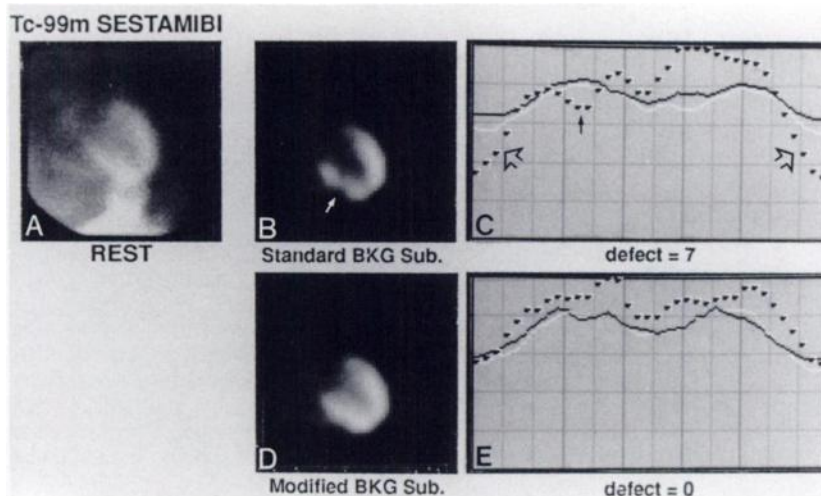 Tc-99m SESTAMIBI
A
REST
B
Standard BKG Sub.
C
defect = 7
D
Modified BKG Sub.
E
defect = 0